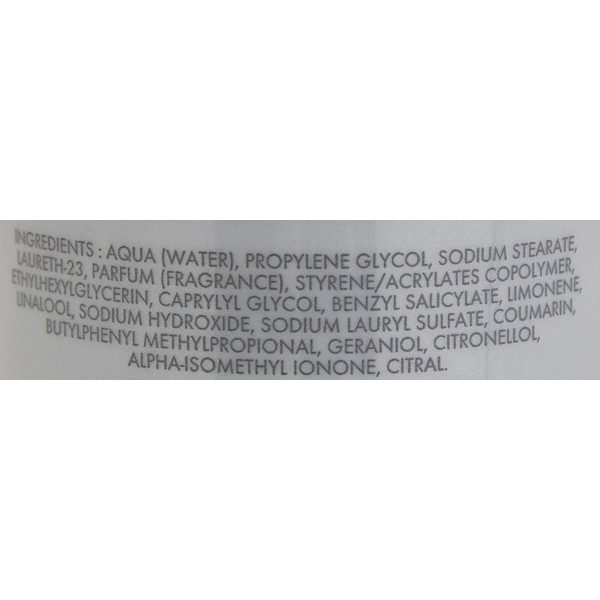 INGREDIENTS : AQUA (WATER), PROPYLENE GLYCOL, SODIUM STEARATE,
LAURETH-23, PARFUM (FRAGRANCE), STYRENE/ACRYLATES COPOLYMER,
ETHYLHEXYLGLYCERIN, CAPRYLYL GLYCOL, BENZYL SALICYLATE, LIMONENE,
LINALOOL, SODIUM HYDROXIDE, SODIUM LAURYL SULFATE, COUMARIN,
BUTYLPHENYL METHYLPROPIONAL, GERANIOL, CITRONELLOL,
ALPHA-ISOMETHYL IONONE, CITRAL.